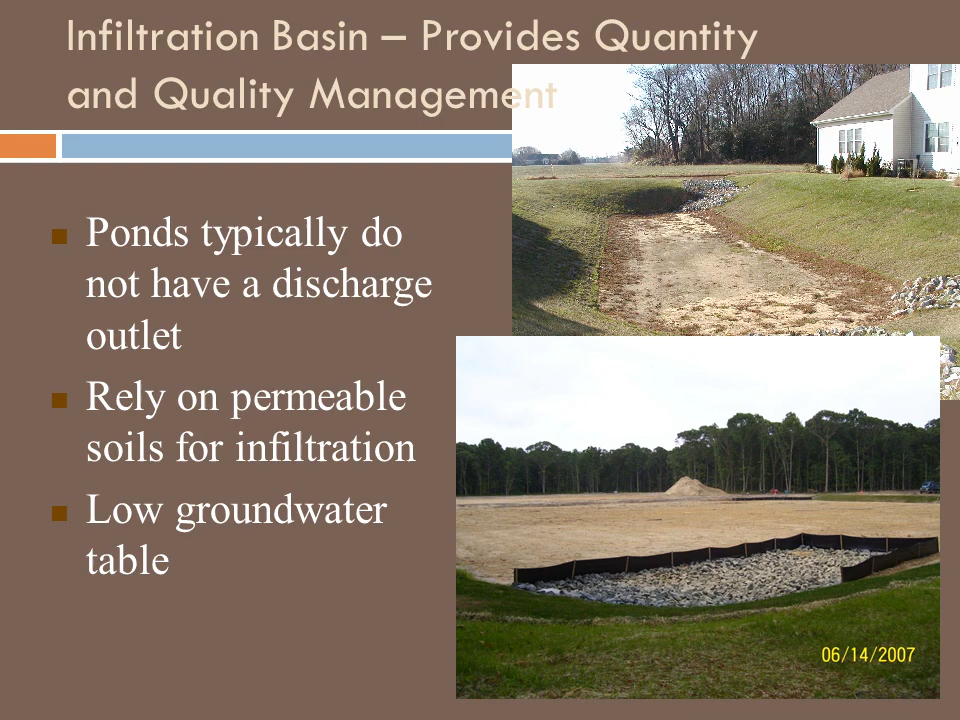 Infiltration Basin – Provides Quantity
and Quality Management
Ponds typically do
not have a discharge
outlet
Rely on permeable
soils for infiltration
Low groundwater
table
06/14/2007